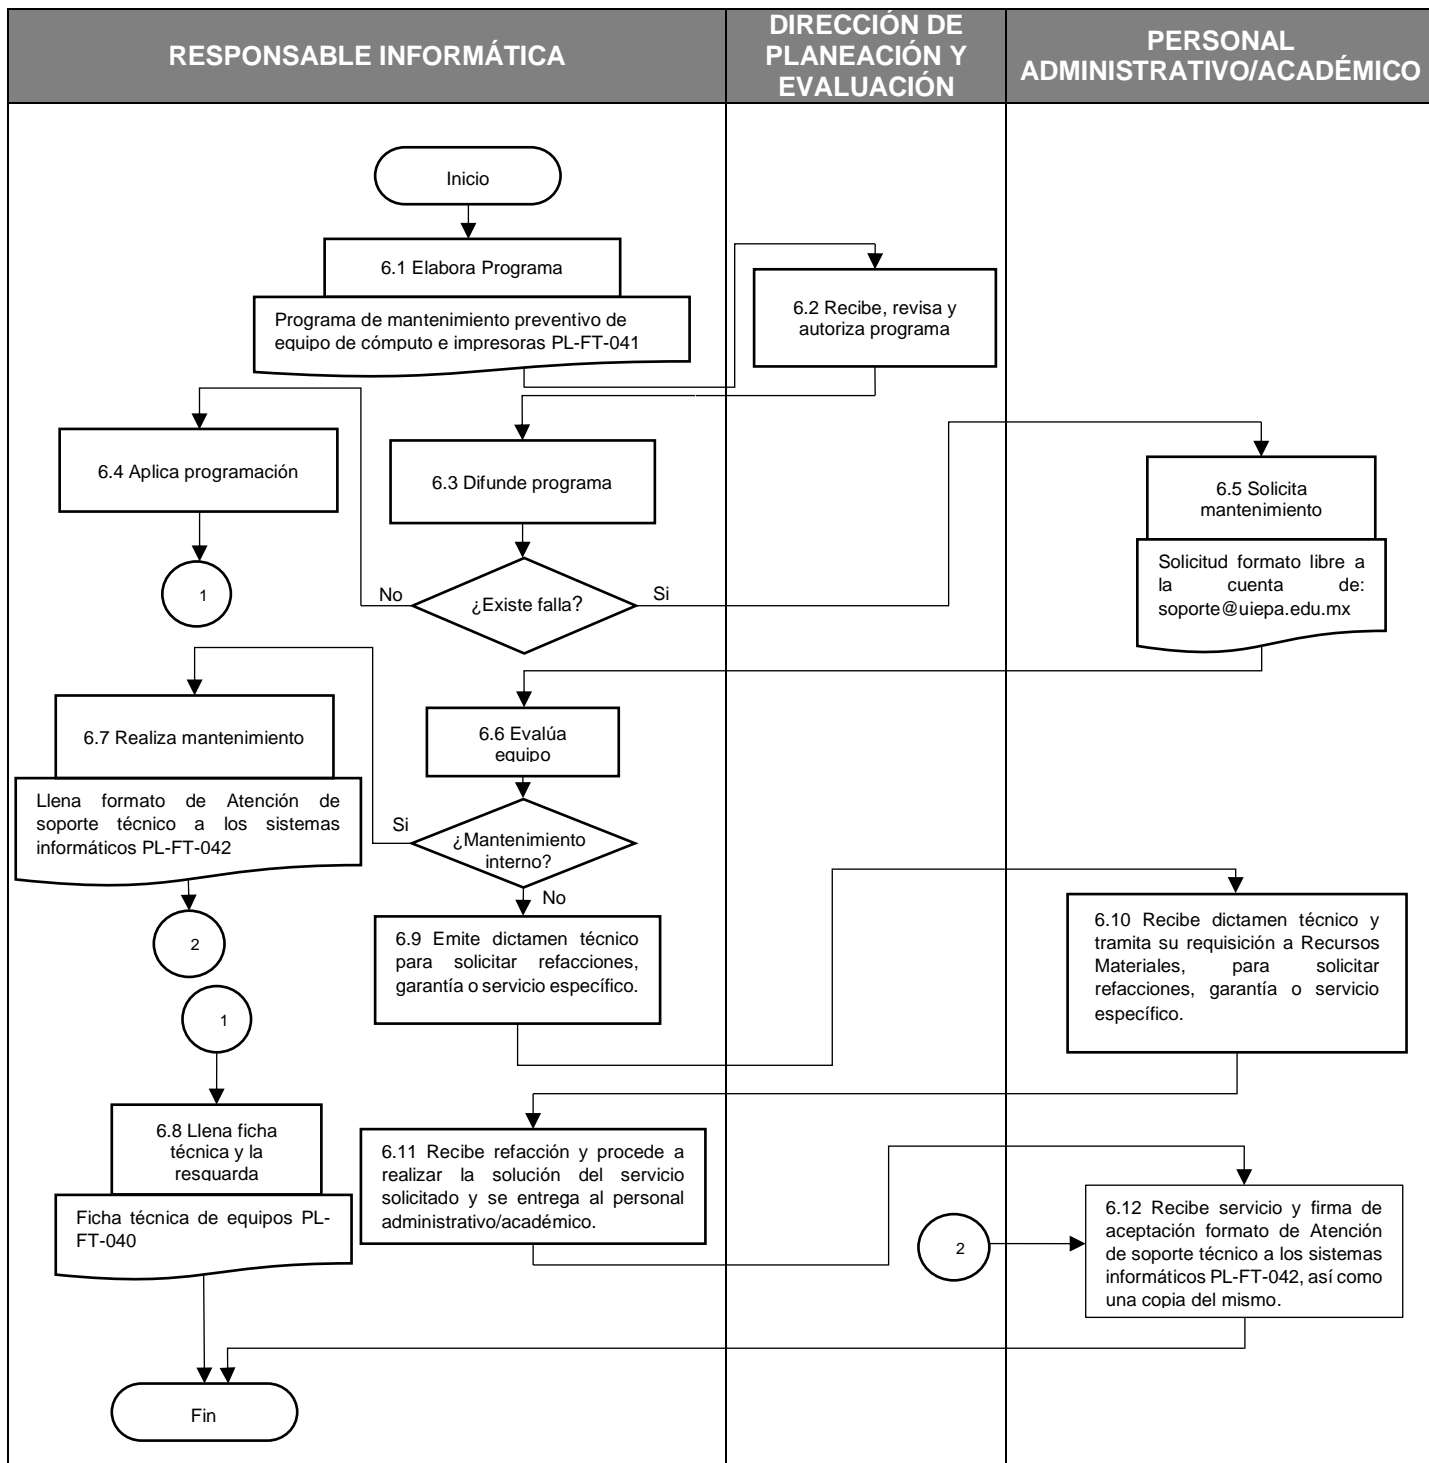 RESPONSABLE INFORMÁTICA
DIRECCIÓN DE
PLANEACIÓN Y
EVALUACIÓN
PERSONAL
ADMINISTRATIVO/ACADÉMICO
Inicio
6.1 Elabora Programa
Programa de mantenimiento preventivo de
equipo de cómputo e impresoras PL-FT-041
6.2 Recibe, revisa y
autoriza programa
6.4 Aplica programación
6.3 Difunde programa
6.5 Solicita
mantenimiento
Solicitud formato libre a
la cuenta de:
soporte@uiepa.edu.mx
1
No
¿Existe falla?
Si
6.7 Realiza mantenimiento
Llena formato de Atención de
soporte técnico a los sistemas
informáticos PL-FT-042
6.6 Evalúa
equipo
Si
¿Mantenimiento
interno?
No
2
6.9 Emite dictamen técnico
para solicitar refacciones,
garantía o servicio específico.
6.10 Recibe dictamen técnico y
tramita su requisición a Recursos
Materiales, para solicitar
refacciones, garantía o servicio
específico.
1
6.8 Llena ficha
técnica y la
resguarda
Ficha técnica de equipos PL-
FT-040
6.11 Recibe refacción y procede a
realizar la solución del servicio
solicitado y se entrega al personal
administrativo/académico.
2
6.12 Recibe servicio y firma de
aceptación formato de Atención
de soporte técnico a los sistemas
informáticos PL-FT-042, así como
una copia del mismo.
Fin